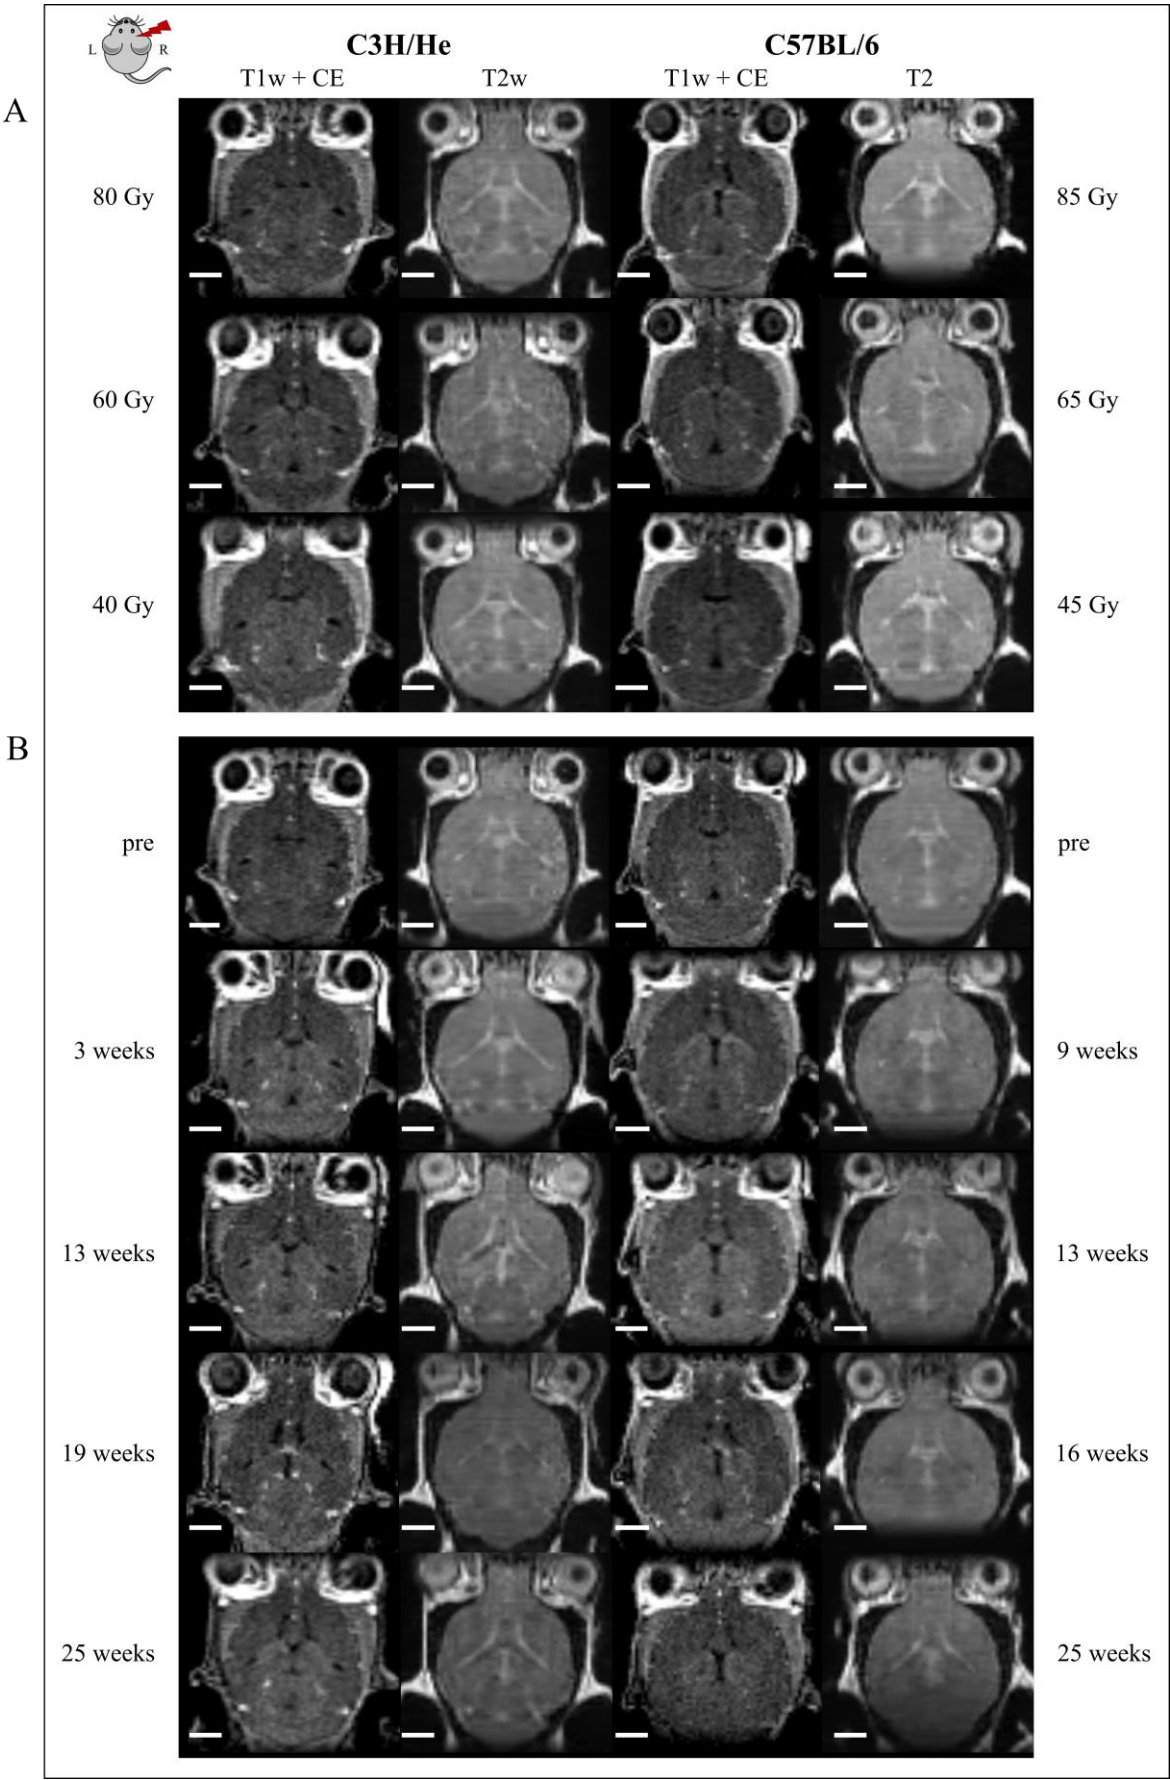 C3H/He C57BL/6
L R T1w + CE T2w T1w + CE T2
A
80 Gy 85 Gy
60 Gy 65 Gy
40 Gy 45 Gy
B
pre pre
3 weeks 9 weeks
13 weeks 13 weeks
19 weeks 16 weeks
25 weeks 25 weeks